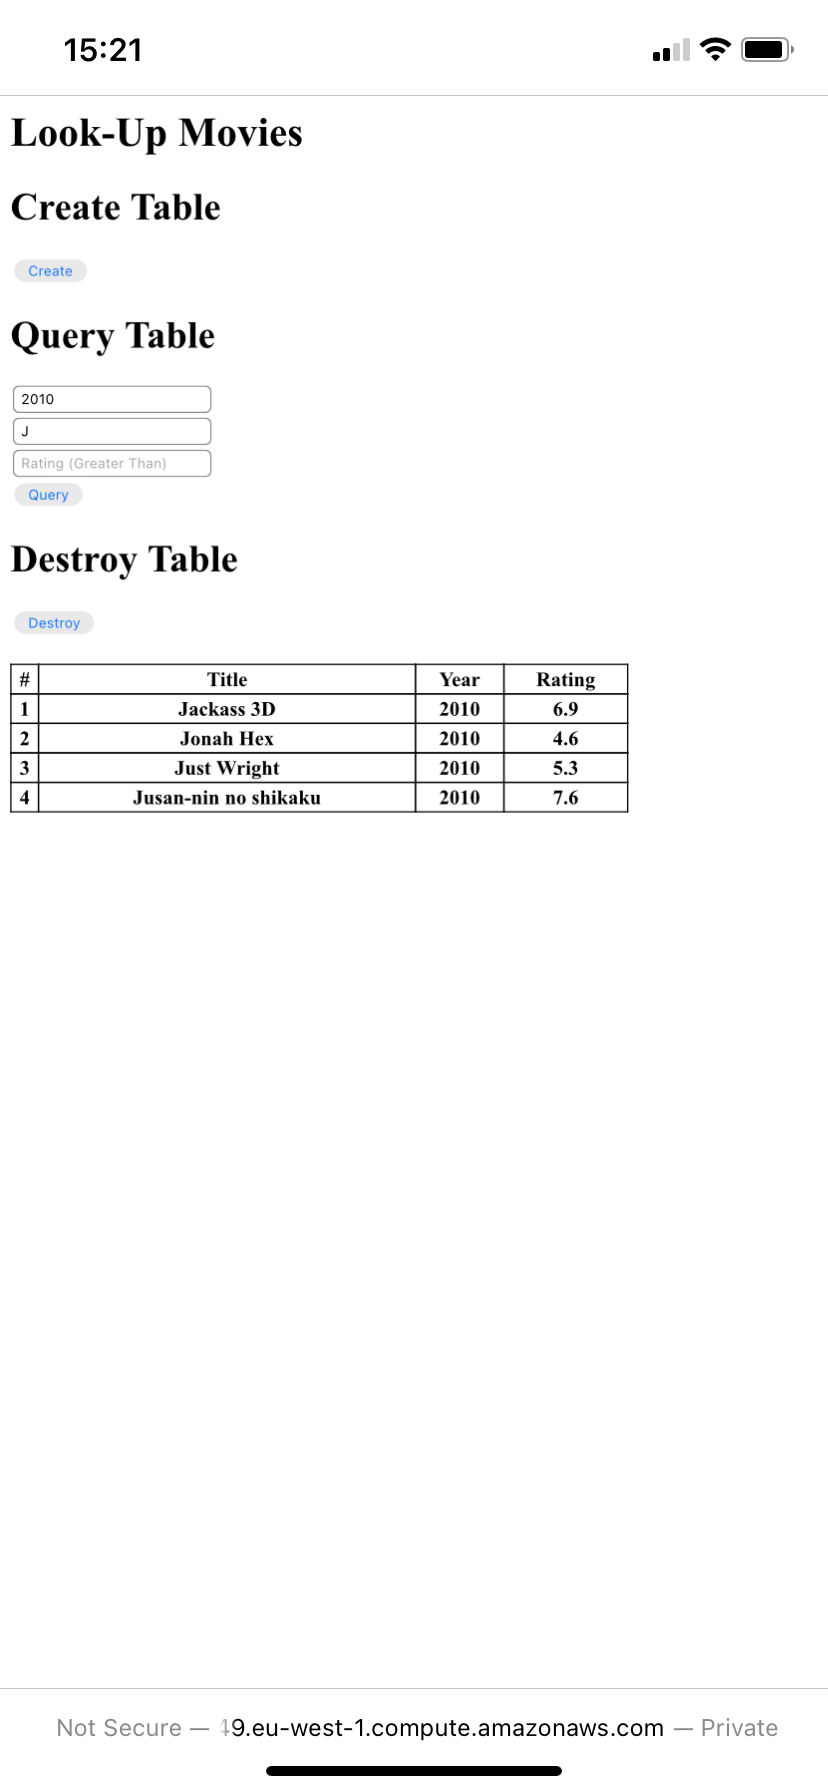 15:21
Look-Up Movies
Create Table
Create
Query Table
2010
J
Rating (Greater Than)
Query
Destroy Table
Destroy
# Title Year Rating
1 Jackass 3D 2010 6.9
2 Jonah Hex 2010 4.6
3 Just Wright 2010 5.3
4 Jusan-nin no shikaku 2010 7.6
Not Secure — 49.eu-west-1.compute.amazonaws.com — Private